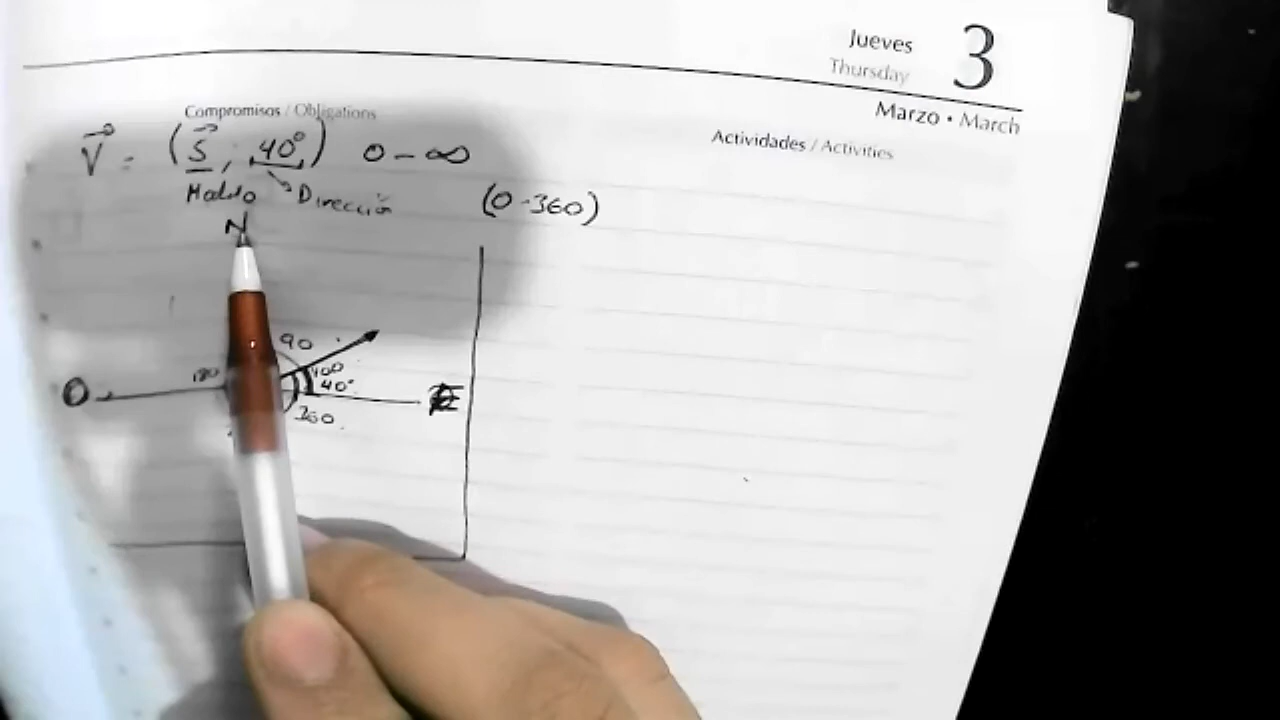 Jueves 3
Thursday
Marzo • March
Compromisos / Obligations
Actividades / Activities
V⃗ = (5⃗, 40°) 0 - ∞
Modulo Dirección (0-360)
N
90
100
180 40°
O E
360